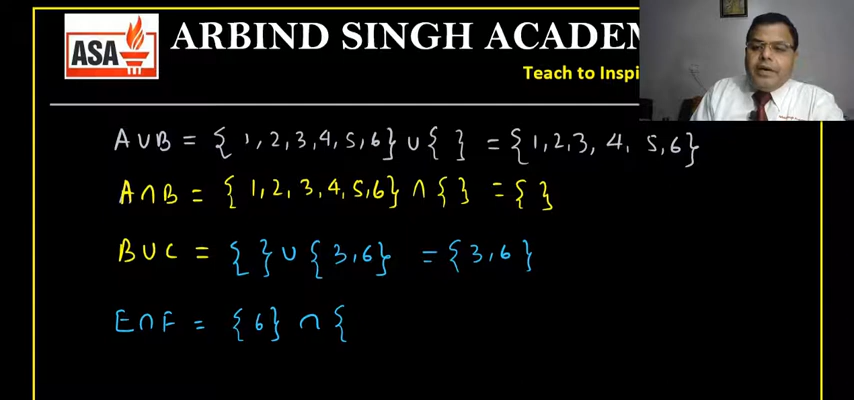 ASA
ARBIND SINGH ACADEM
Teach to Inspi
A∪B = { 1, 2, 3, 4, 5, 6} ∪ { } = {1, 2, 3, 4, 5, 6}
A∩B = { 1, 2, 3, 4, 5, 6} ∩ { } = { }
B∪C = { } ∪ { 3, 6} = { 3, 6 }
E∩F = {6} ∩ {